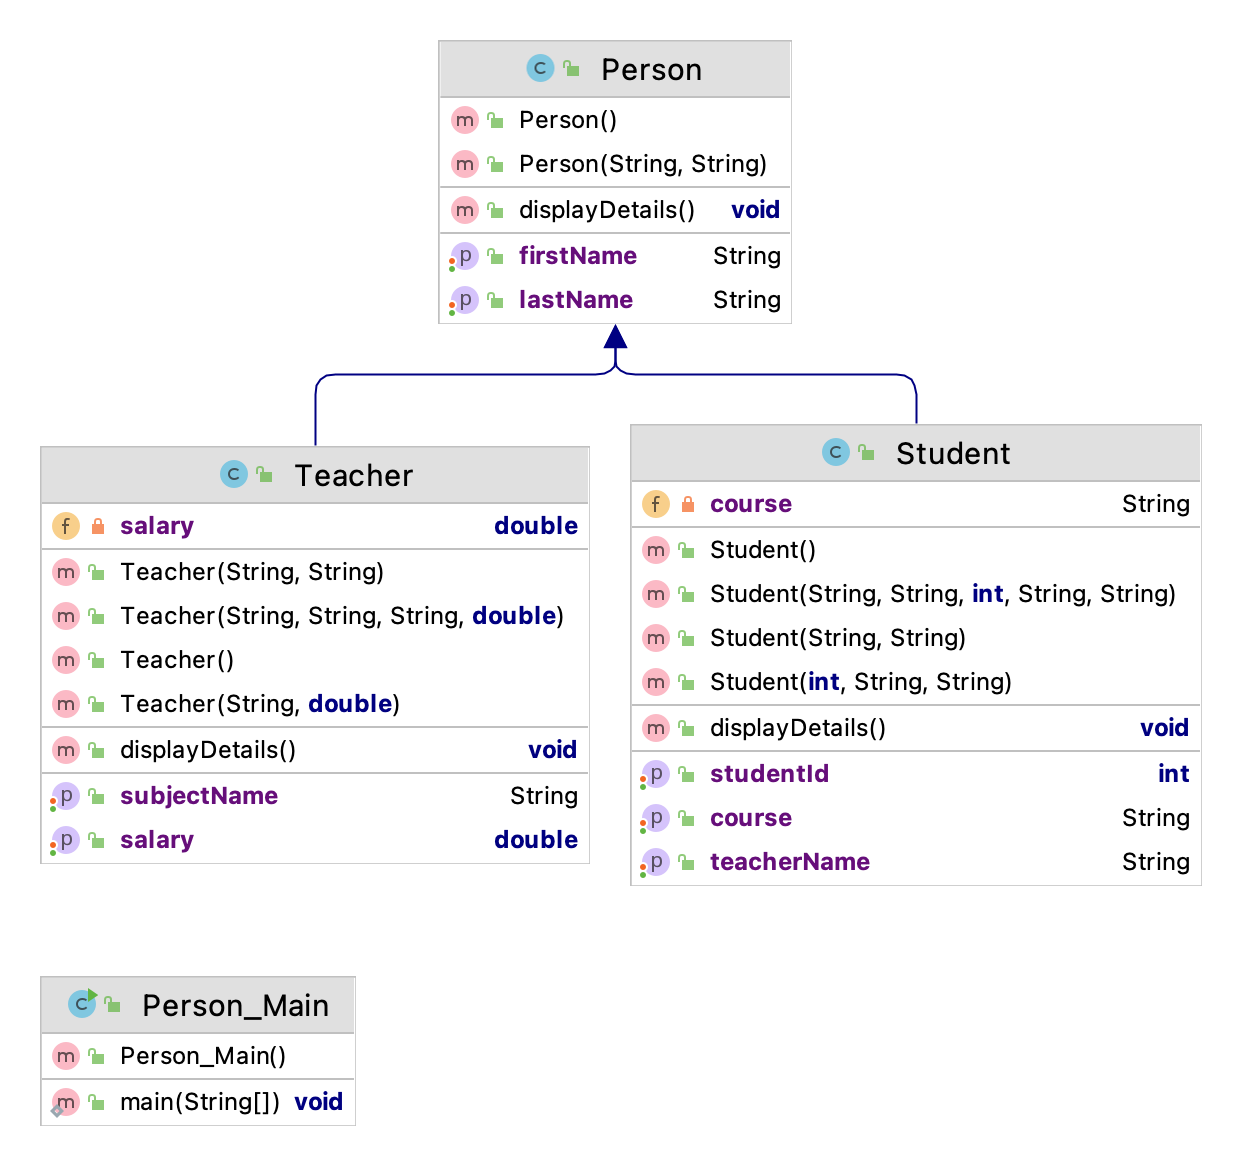 C Person
m Person()
m Person(String, String)
m displayDetails() void
p firstName String
p lastName String
C Teacher
f salary double
m Teacher(String, String)
m Teacher(String, String, String, double)
m Teacher()
m Teacher(String, double)
m displayDetails() void
p subjectName String
p salary double
C Student
f course String
m Student()
m Student(String, String, int, String, String)
m Student(String, String)
m Student(int, String, String)
m displayDetails() void
p studentId int
p course String
p teacherName String
C Person_Main
m Person_Main()
m main(String[]) void